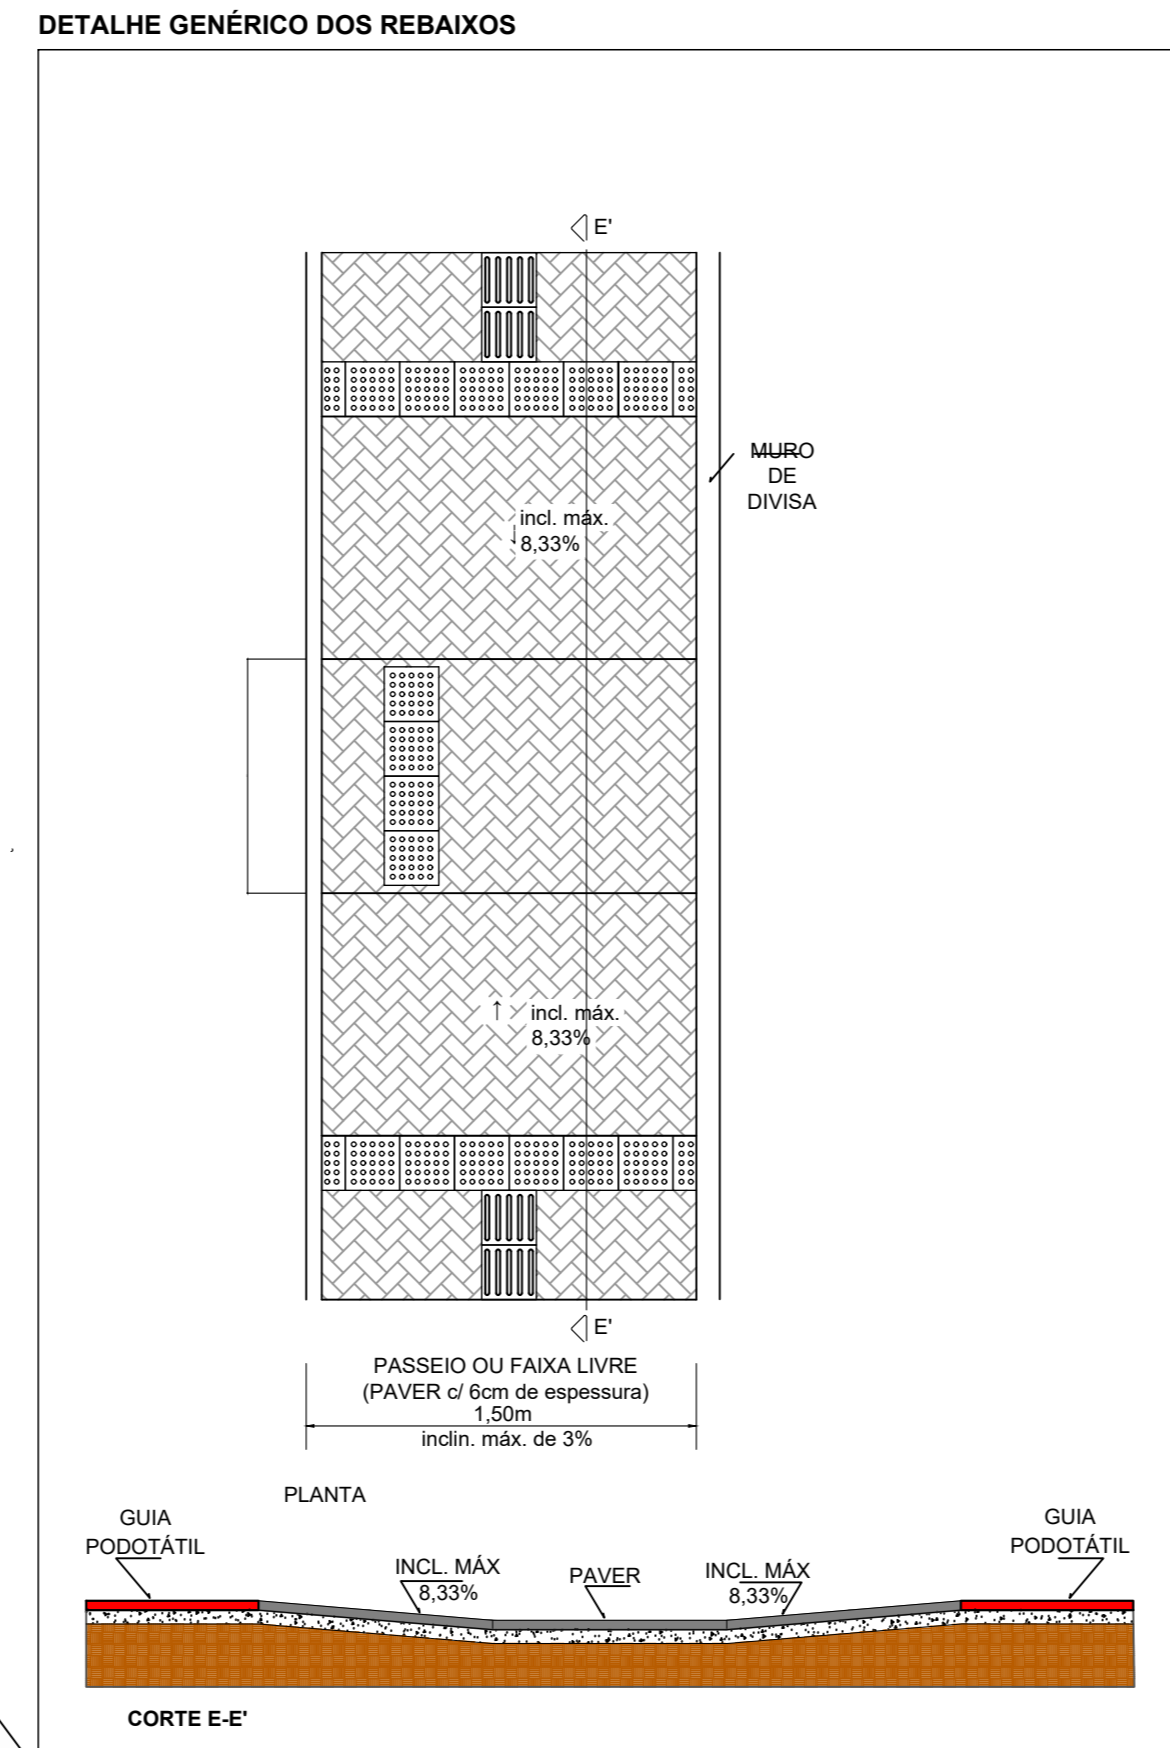 DETALHE GENÉRICO DOS REBAIXOS
E'
MURO
DE
DIVISA
incl. máx.
↓
8,33%
↑ incl. máx.
8,33%
E'
PASSEIO OU FAIXA LIVRE
(PAVER c/ 6cm de espessura)
1,50m
inclin. máx. de 3%
PLANTA
GUIA
PODOTÁTIL
INCL. MÁX
8,33%
PAVER
INCL. MÁX
8,33%
GUIA
PODOTÁTIL
CORTE E-E'